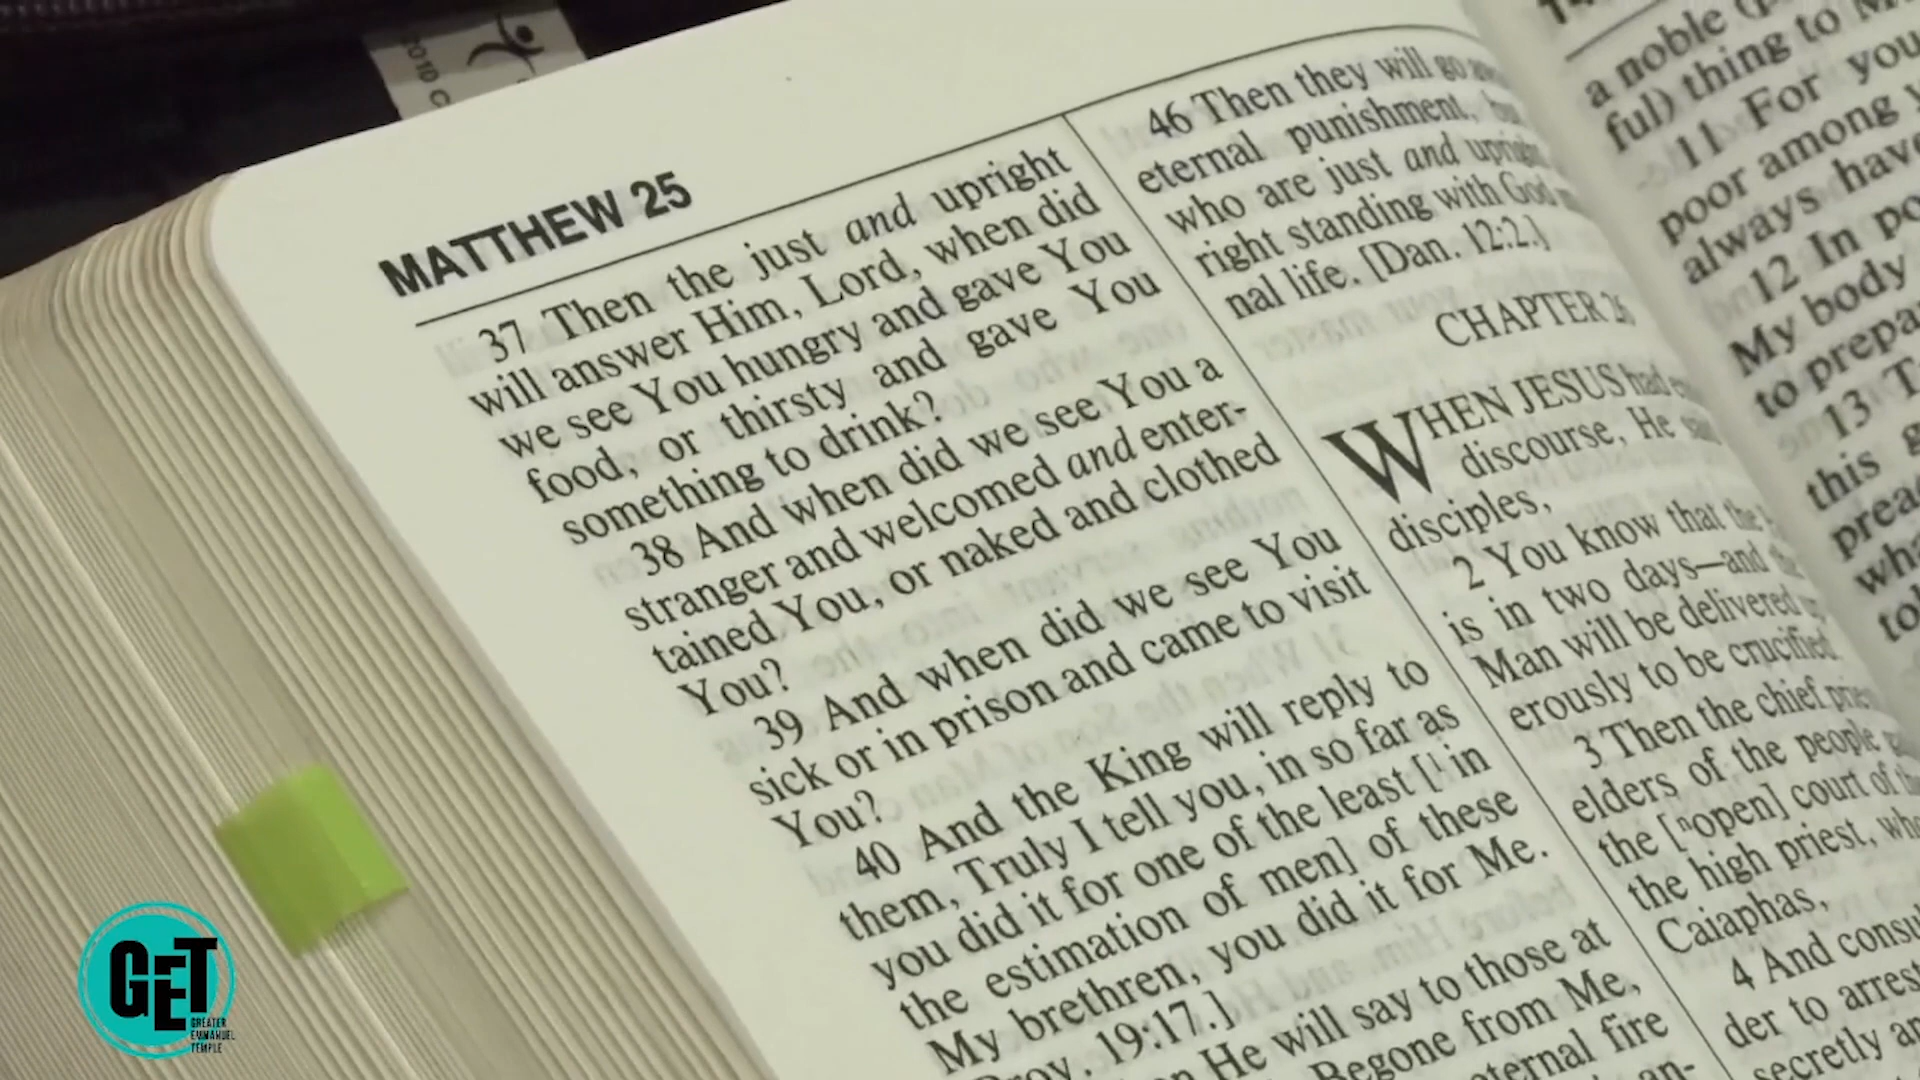 2010
MATTHEW 25
37 Then the just and upright
will answer Him, Lord, when did
we see You hungry and gave You
food, or thirsty and gave You
something to drink?
38 And when did we see You a
stranger and welcomed and enter-
tained You, or naked and clothed
You?
39 And when did we see You
sick or in prison and came to visit
You?
40 And the King will reply to
them, Truly I tell you, in so far as
you did it for one of the least [l in
the estimation of men] of these
My brethren, you did it for Me.
19:17.]
He will say to those at
Begone from Me,
eternal fire
46 Then they will go
eternal punishment,
who are just and upright
right standing with God
nal life. [Dan. 12:2.]
CHAPTER 26
WHEN JESUS had
discourse, He
disciples,
2 You know that the
is in two days—and
Man will be delivered
erously to be crucified
3 Then the chief
elders of the people
the [nopen] court of
the high priest,
Caiaphas,
4 And
der to arrest
secretly
a noble
ful) thing to
11 For you
poor among
always have
12 In
My body
to
13
this

GET
GREATER
EMMANUEL
TEMPLE